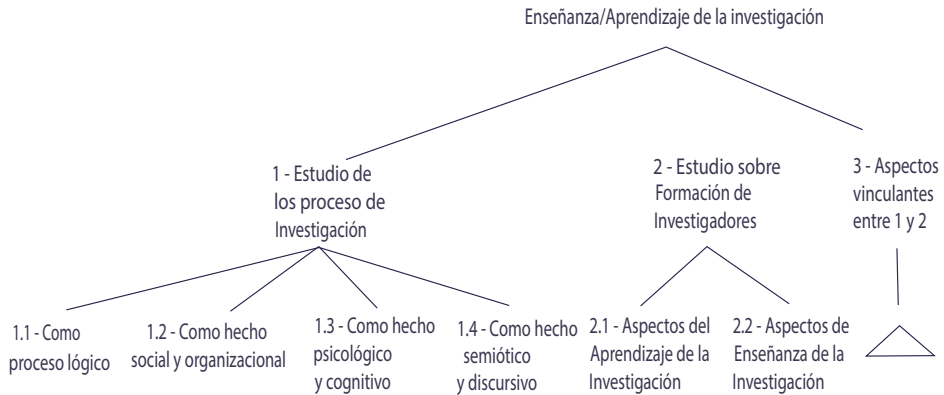 Enseñanza/Aprendizaje de la investigación
1 - Estudio de
los proceso de
Investigación
2 - Estudio sobre
Formación de
Investigadores
3 - Aspectos
vinculantes
entre 1 y 2
1.1 - Como
proceso lógico
1.2 - Como hecho
social y organizacional
1.3 - Como hecho
psicológico
y cognitivo
1.4 - Como hecho
semiótico
y discursivo
2.1 - Aspectos del
Aprendizaje de la
Investigación
2.2 - Aspectos de
Enseñanza de la
Investigación